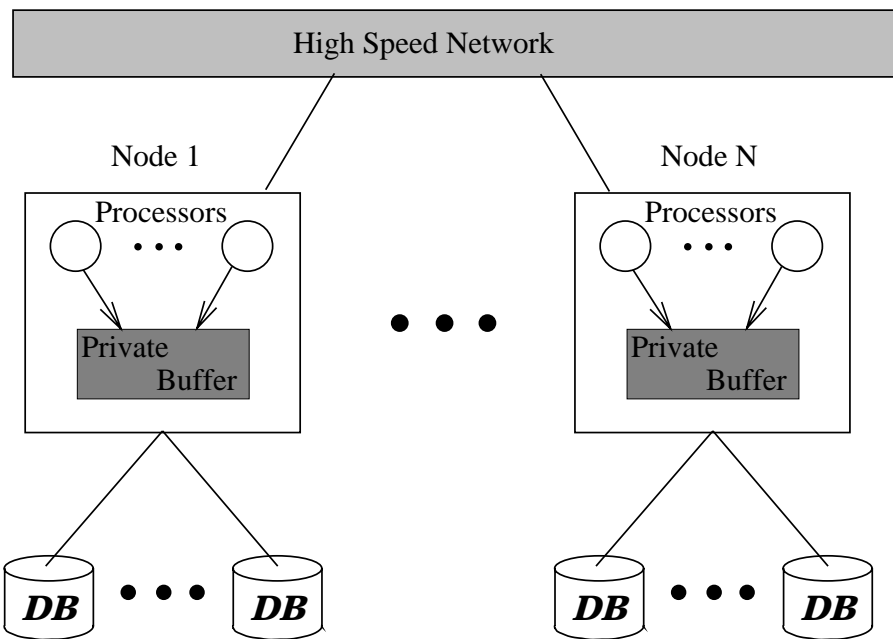 High Speed Network
Node 1
Node N
Processors
Processors
Private
Buffer
Private
Buffer
DB
DB
DB
DB